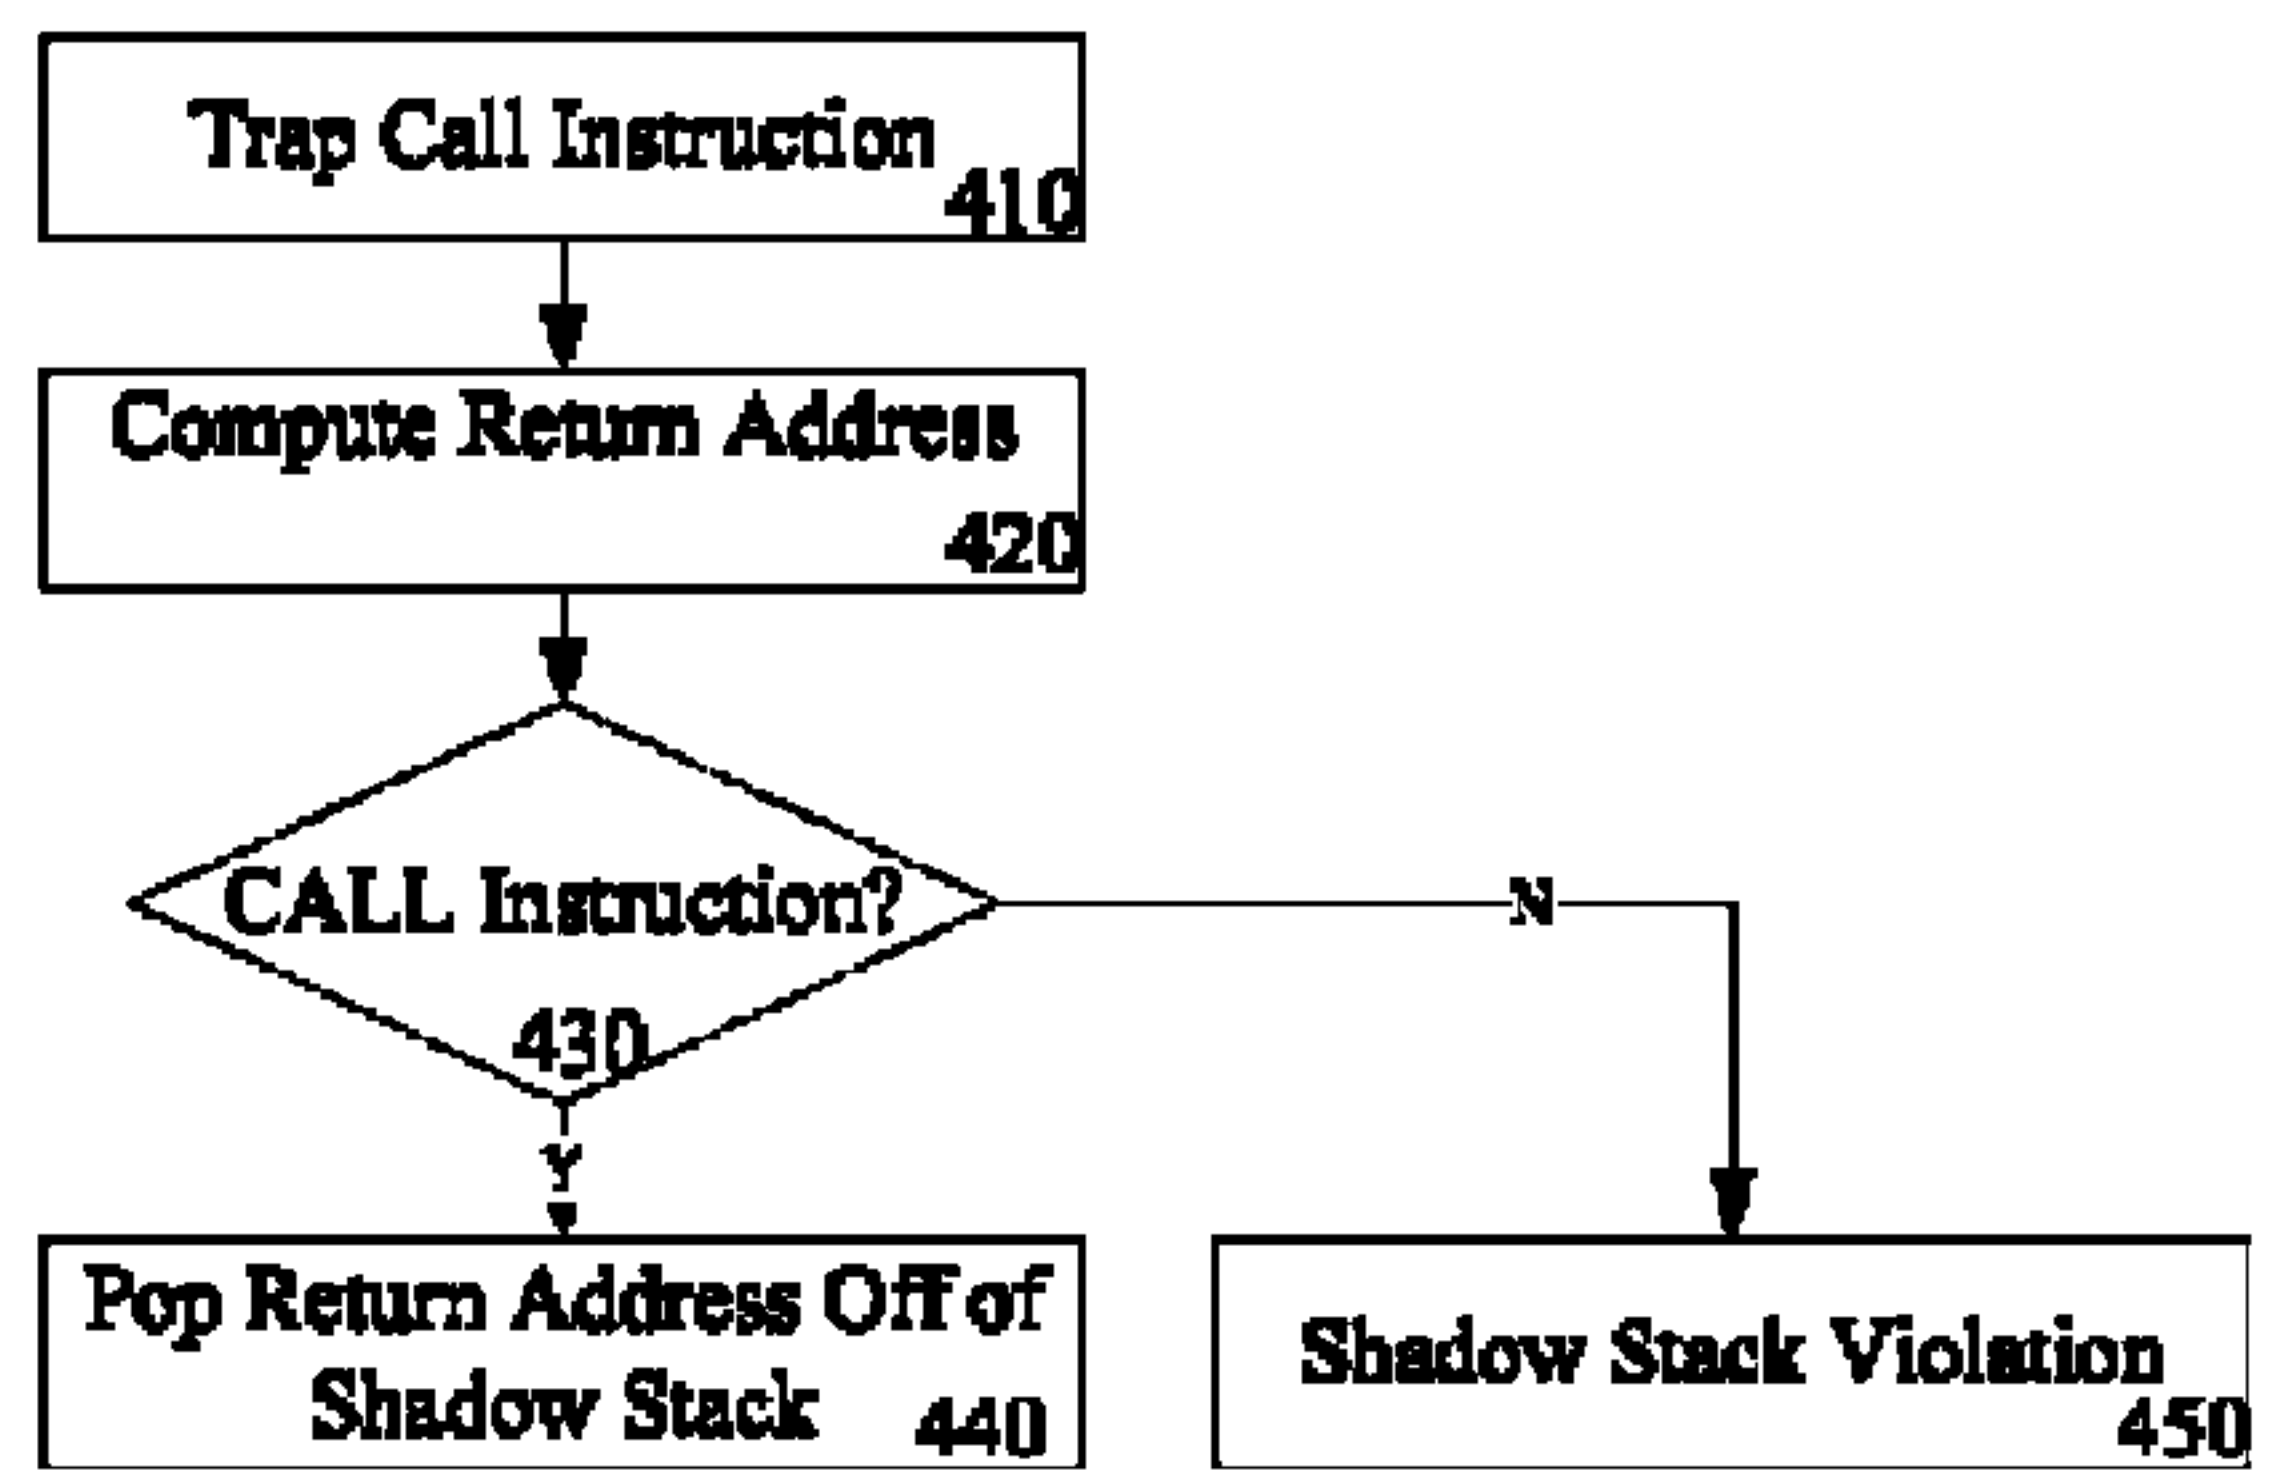 Trap Call Instruction
410
Compute Return Address
420
CALL Instruction?
N
430
Y
Pop Return Address Off of
Shadow Stack
440
Shadow Stack Violation
450